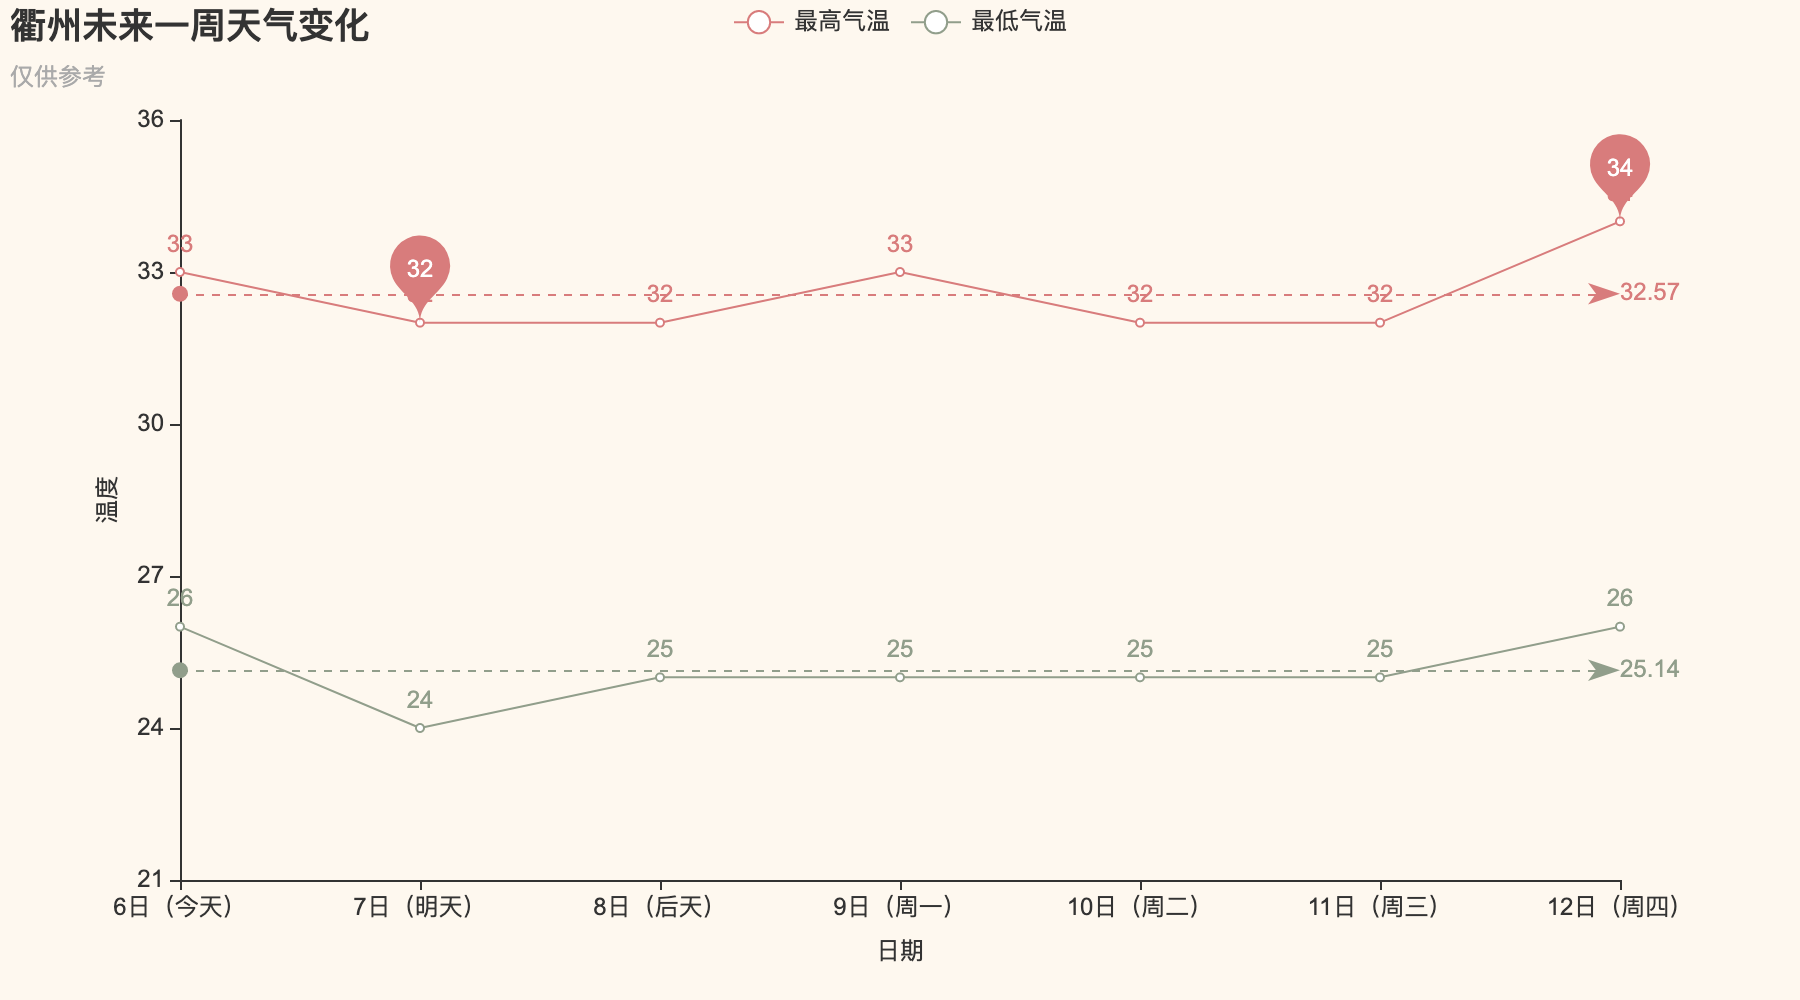 衢州未来一周天气变化
仅供参考
最高气温
最低气温
36
33
30
27
24
21
温度
33
32
32
33
32
32
34
32.57
26
24
25
25
25
25
26
25.14
6日（今天）
7日（明天）
8日（后天）
9日（周一）
10日（周二）
11日（周三）
12日（周四）
日期